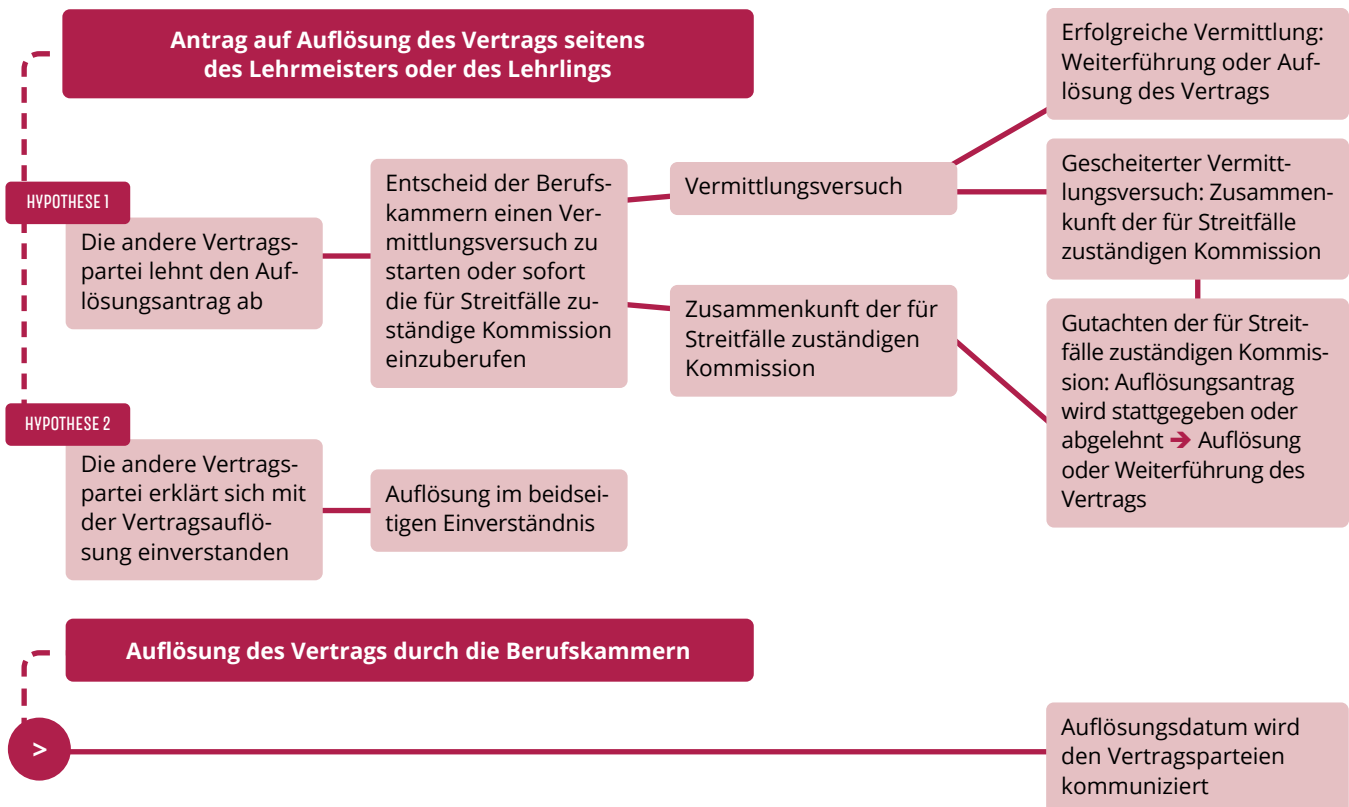 Antrag auf Auflösung des Vertrags seitens
des Lehrmeisters oder des Lehrlings
HYPOTHESE 1
Die andere Vertrags-
partei lehnt den Auf-
lösungsantrag ab
Entscheid der Berufs-
kammern einen Ver-
mittlungsversuch zu
starten oder sofort
die für Streitfälle zu-
ständige Kommission
einzuberufen
Vermittlungsversuch
Erfolgreiche Vermittlung:
Weiterführung oder Auf-
lösung des Vertrags
Gescheiterter Vermitt-
lungsversuch: Zusammen-
kunft der für Streitfälle
zuständigen Kommission
Zusammenkunft der für
Streitfälle zuständigen
Kommission
Gutachten der für Streit-
fälle zuständigen Kommis-
sion: Auflösungsantrag
wird stattgegeben oder
abgelehnt ➔ Auflösung
oder Weiterführung des
Vertrags
HYPOTHESE 2
Die andere Vertrags-
partei erklärt sich mit
der Vertragsauflö-
sung einverstanden
Auflösung im beidsei-
tigen Einverständnis
Auflösung des Vertrags durch die Berufskammern
>
Auflösungsdatum wird
den Vertragsparteien
kommuniziert